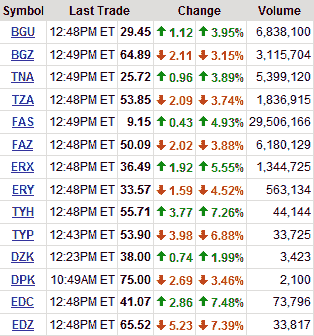 Symbol Last Trade Change Volume
BGU 12:48PM ET 29.45 1.12 3.95% 6,838,100
BGZ 12:49PM ET 64.89 2.11 3.15% 3,115,704
TNA 12:49PM ET 25.72 0.96 3.89% 5,399,120
TZA 12:48PM ET 53.85 2.09 3.74% 1,836,915
FAS 12:49PM ET 9.15 0.43 4.93% 29,506,166
FAZ 12:48PM ET 50.09 2.02 3.88% 6,180,129
ERX 12:48PM ET 36.49 1.92 5.55% 1,344,725
ERY 12:48PM ET 33.57 1.59 4.52% 563,134
TYH 12:48PM ET 55.71 3.77 7.26% 44,144
TYP 12:43PM ET 53.90 3.98 6.88% 33,725
DZK 12:23PM ET 38.00 0.74 1.99% 3,423
DPK 10:49AM ET 75.00 2.69 3.46% 2,100
EDC 12:48PM ET 41.07 2.86 7.48% 73,796
EDZ 12:48PM ET 65.52 5.23 7.39% 33,817